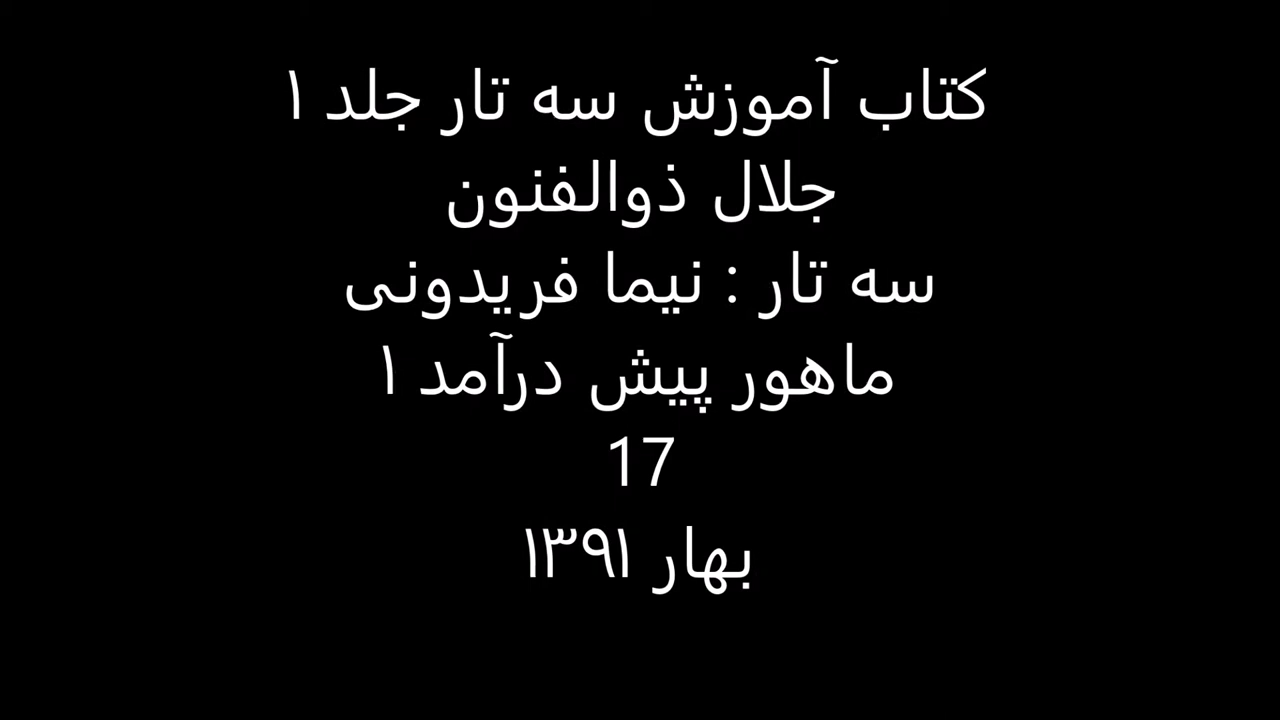 کتاب آموزش سه تار جلد ۱
جلال ذوالفنون
سه تار : نیما فریدونی
ماهور پیش درآمد ۱
17
بهار ۱۳۹۱